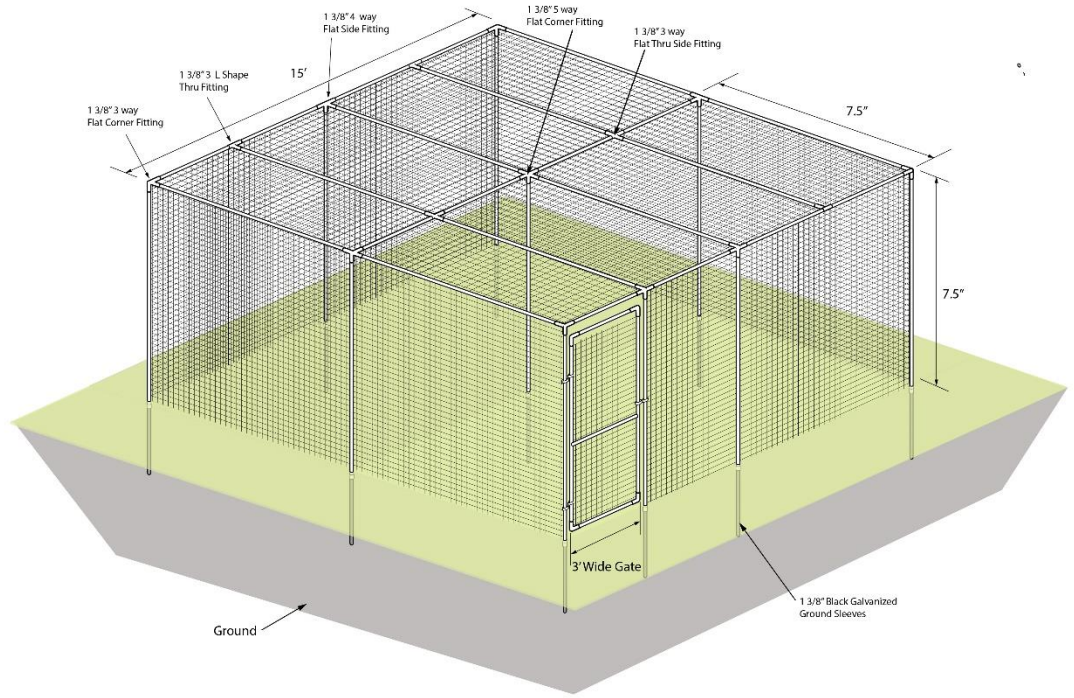 1 3/8" 5 way
Flat Corner Fitting
1 3/8" 4 way
Flat Side Fitting
1 3/8" 3 way
Flat Thru Side Fitting
15'
1 3/8" 3 L Shape
Thru Fitting
1 3/8" 3 way
Flat Corner Fitting
7.5"
7.5"
3' Wide Gate
1 3/8" Black Galvanized
Ground Sleeves
Ground